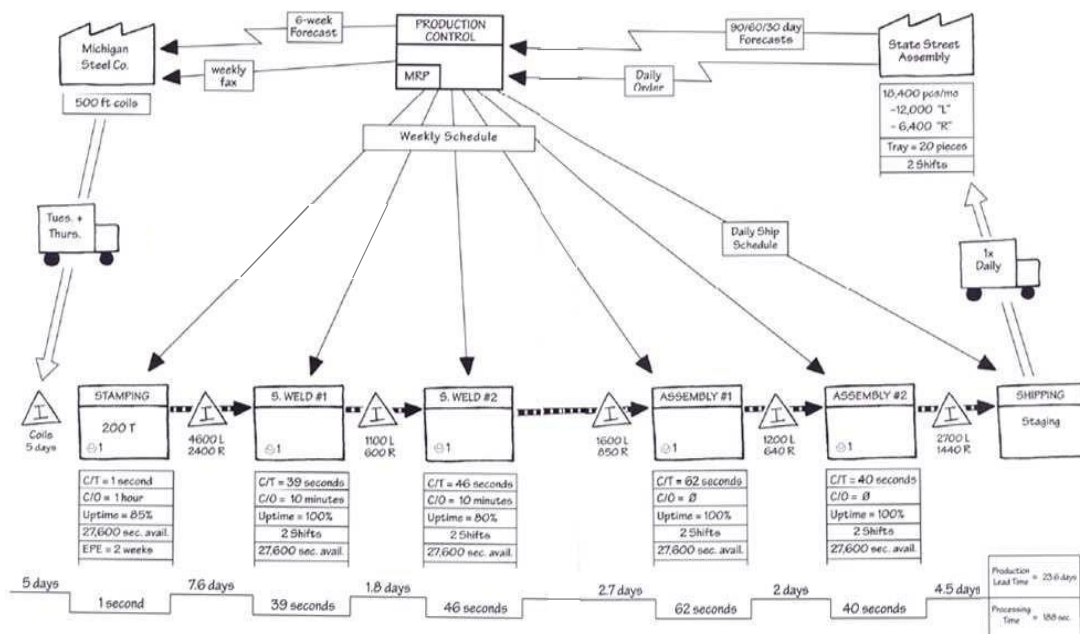 Michigan
Steel Co.
500 ft coils
6-week
Forecast
weekly
fax
PRODUCTION
CONTROL
MRP
90/60/30 day
Forecasts
Daily
Order
State Street
Assembly
18,400 pcs/mo
-12,000 "L"
- 6,400 "R"
Tray = 20 pieces
2 Shifts
Weekly Schedule
Tues. +
Thurs.
Daily Ship
Schedule
1x
Daily
I
Coils
5 days
STAMPING
200 T
1
I
4600 L
2400 R
S. WELD #1
1
I
1100 L
600 R
S. WELD #2
1
I
1600 L
850 R
ASSEMBLY #1
1
I
1200 L
640 R
ASSEMBLY #2
1
I
2700 L
1440 R
SHIPPING
Staging
C/T = 1 second
C/O = 1 hour
Uptime = 85%
27,600 sec. avail.
EPE = 2 weeks
C/T = 39 seconds
C/O = 10 minutes
Uptime = 100%
2 Shifts
27,600 sec. avail.
C/T = 46 seconds
C/O = 10 minutes
Uptime = 80%
2 Shifts
27,600 sec. avail.
C/T = 62 seconds
C/O = Ø
Uptime = 100%
2 Shifts
27,600 sec. avail.
C/T = 40 seconds
C/O = Ø
Uptime = 100%
2 Shifts
27,600 sec. avail.
5 days
1 second
7.6 days
39 seconds
1.8 days
46 seconds
2.7 days
62 seconds
2 days
40 seconds
4.5 days
Production
Lead Time = 23.6 days
Processing
Time = 188 sec.